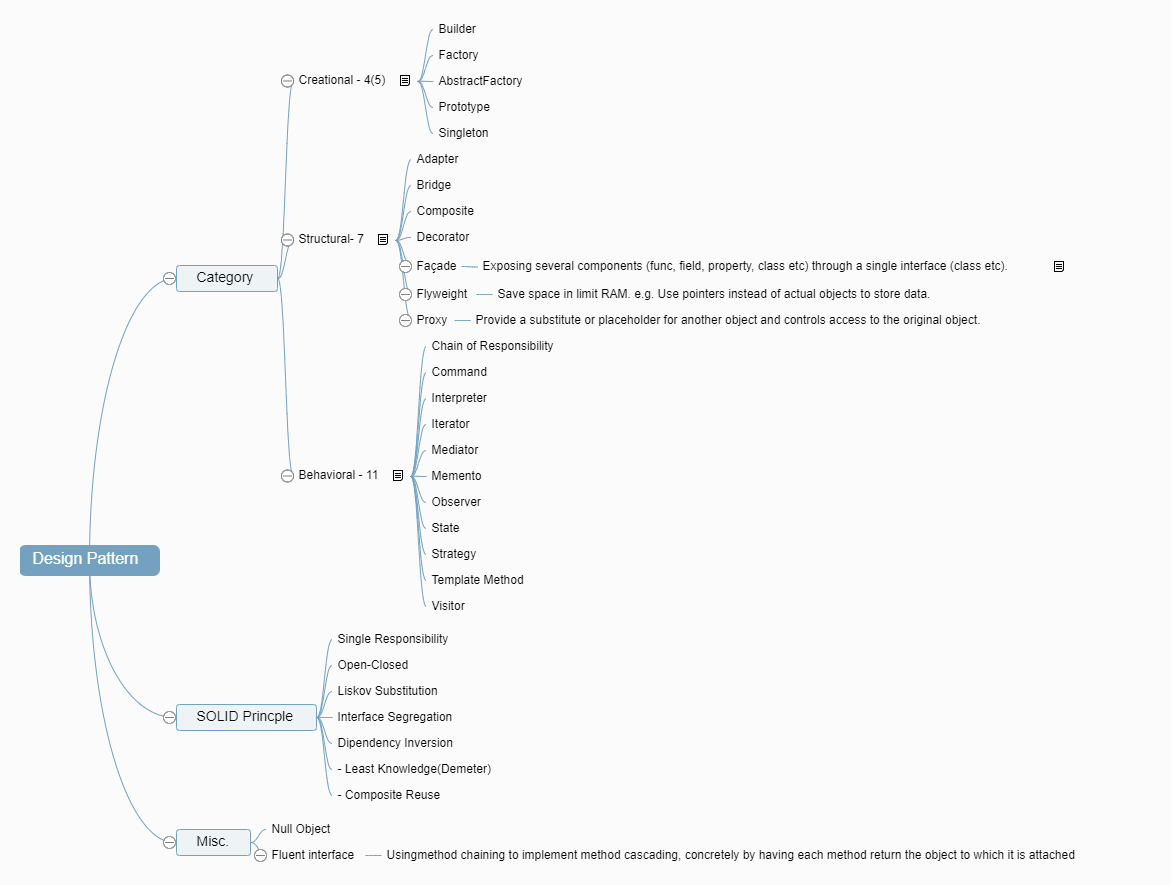 Design Pattern
Category
Creational - 4(5)
Builder
Factory
AbstractFactory
Prototype
Singleton
Structural- 7
Adapter
Bridge
Composite
Decorator
Façade
Exposing several components (func, field, property, class etc) through a single interface (class etc).
Flyweight
Save space in limit RAM. e.g. Use pointers instead of actual objects to store data.
Proxy
Provide a substitute or placeholder for another object and controls access to the original object.
Behavioral - 11
Chain of Responsibility
Command
Interpreter
Iterator
Mediator
Memento
Observer
State
Strategy
Template Method
Visitor
SOLID Princple
Single Responsibility
Open-Closed
Liskov Substitution
Interface Segregation
Dipendency Inversion
- Least Knowledge(Demeter)
- Composite Reuse
Misc.
Null Object
Fluent interface
Usingmethod chaining to implement method cascading, concretely by having each method return the object to which it is attached